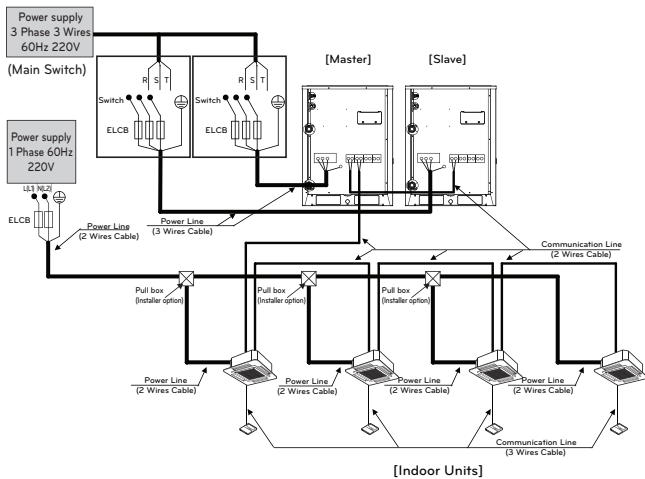 Power supply
3 Phase 3 Wires
60Hz 220V
(Main Switch)
[Master]
[Slave]
R S T
R S T
Switch
Switch
ELCB
ELCB
Power supply
1 Phase 60Hz
220V
L(L1) N(L2)
ELCB
Power Line
(2 Wires Cable)
Power Line
(3 Wires Cable)
Communication Line
(2 Wires Cable)
Pull box
(Installer option)
Pull box
(Installer option)
Pull box
(Installer option)
Power Line
(2 Wires Cable)
Power Line
(2 Wires Cable)
Power Line
(2 Wires Cable)
Power Line
(2 Wires Cable)
Communication Line
(3 Wires Cable)
[Indoor Units]